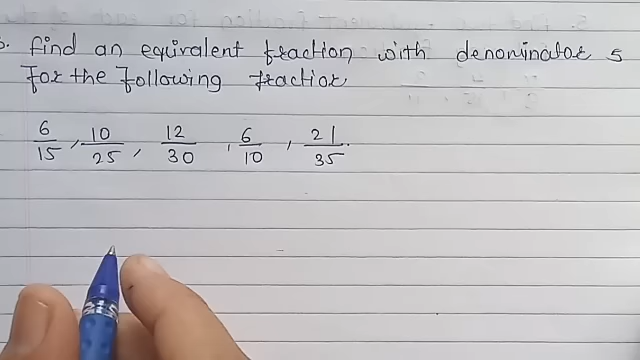 find an equivalent fraction with denominator 5
For the Following fraction
6/15, 10/25, 12/30, 6/10, 21/35.